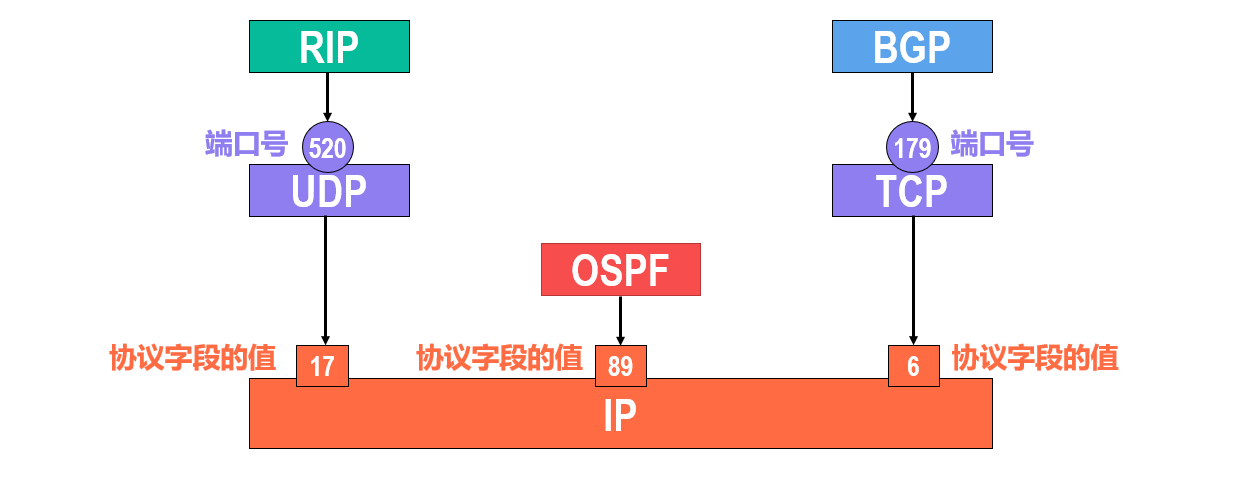 RIP
BGP
端口号
520
179
端口号
UDP
TCP
OSPF
协议字段的值
17
协议字段的值
89
6
协议字段的值
IP